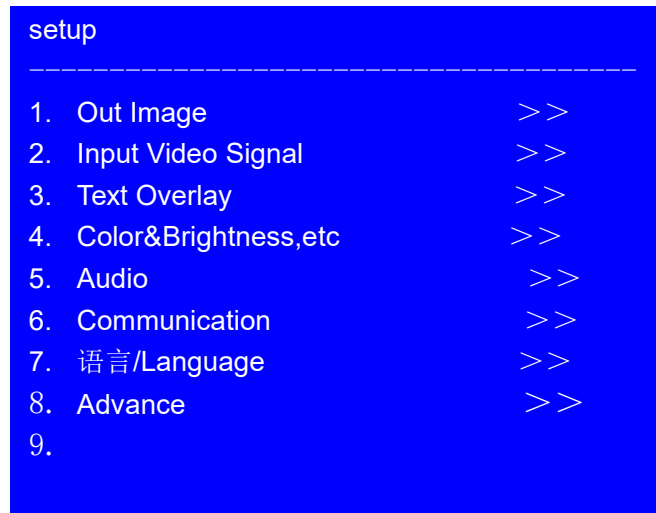 setup
--------------------------------------
1. Out Image >>
2. Input Video Signal >>
3. Text Overlay >>
4. Color&Brightness,etc >>
5. Audio >>
6. Communication >>
7. 语言/Language >>
8. Advance >>
9.